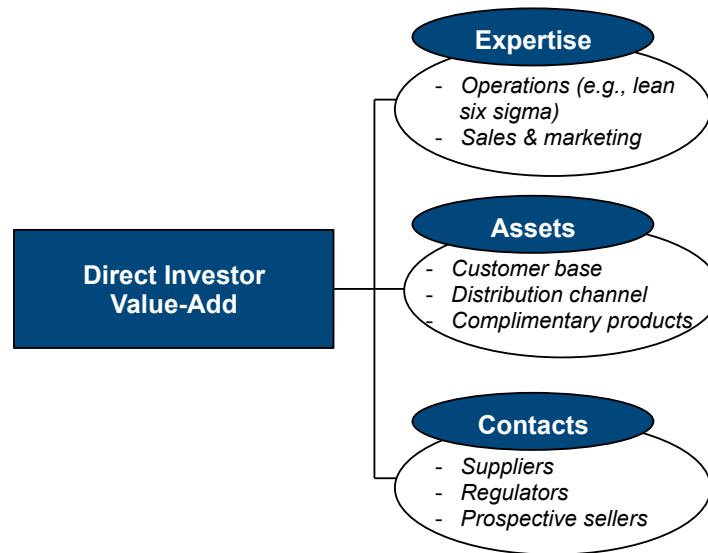 Expertise
- Operations (e.g., lean
six sigma)
- Sales & marketing
Direct Investor
Value-Add
Assets
- Customer base
- Distribution channel
- Complimentary products
Contacts
- Suppliers
- Regulators
- Prospective sellers